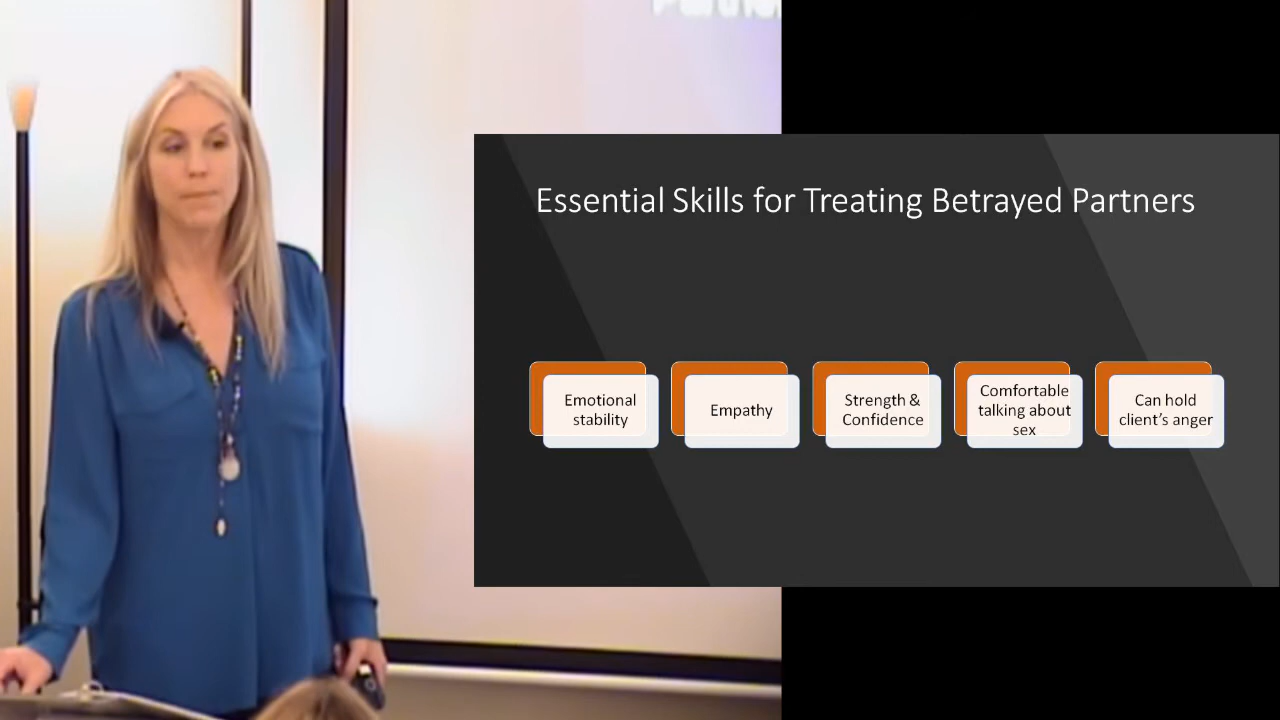 Essential Skills for Treating Betrayed Partners
Emotional
stability
Empathy
Strength &
Confidence
Comfortable
talking about
sex
Can hold
client's anger